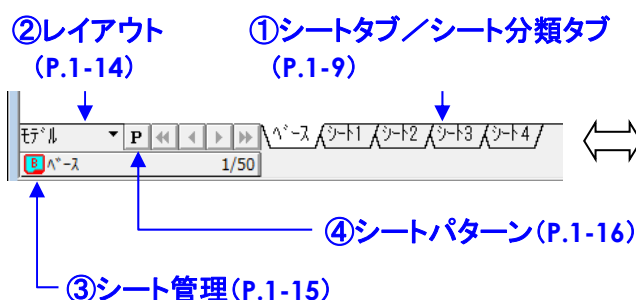 ②レイアウト
(P.1-14)
①シートタブ／シート分類タブ
(P.1-9)
ﾓﾃﾞﾙ P ﾍﾞｰｽ ｼｰﾄ1 ｼｰﾄ2 ｼｰﾄ3 ｼｰﾄ4
B ﾍﾞｰｽ 1/50
④シートパターン(P.1-16)
③シート管理(P.1-15)